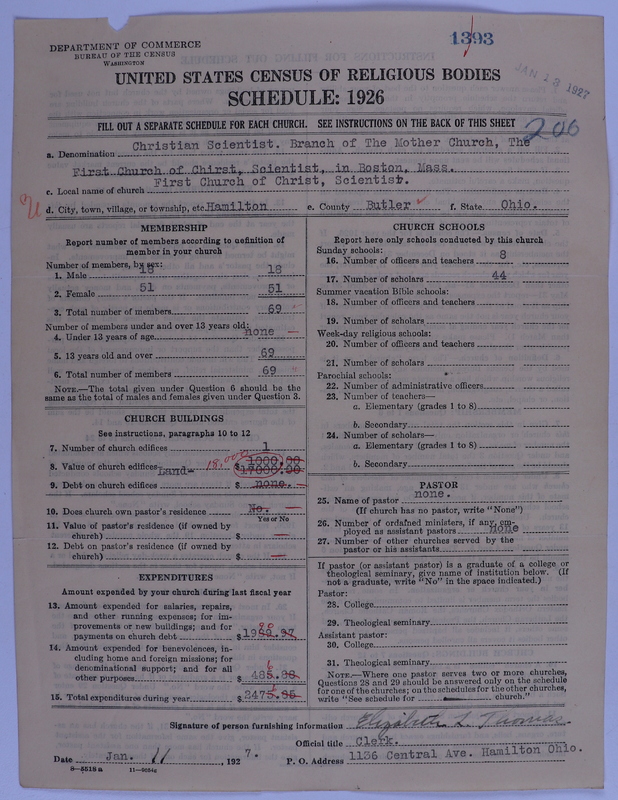 1393
DEPARTMENT OF COMMERCE
BUREAU OF THE CENSUS
WASHINGTON
JAN 13 1927
UNITED STATES CENSUS OF RELIGIOUS BODIES
SCHEDULE: 1926
FILL OUT A SEPARATE SCHEDULE FOR EACH CHURCH. SEE INSTRUCTIONS ON THE BACK OF THIS SHEET
206
a. Denomination Christian Scientist. Branch of The Mother Church, The
First Church of Chirst, Scientist, in Boston, Mass.
c. Local name of church First Church of Christ, Scientist.
d. City, town, village, or township, etc. Hamilton e. County Butler f. State Ohio.
MEMBERSHIP
Report number of members according to definition of
member in your church
Number of members, by sex:
1. Male 18 18
2. Female 51 51
3. Total number of members 69
Number of members under and over 13 years old:
4. Under 13 years of age none
5. 13 years old and over 69
6. Total number of members 69
NOTE.—The total given under Question 6 should be the
same as the total of males and females given under Question 3.
CHURCH BUILDINGS
See instructions, paragraphs 10 to 12
7. Number of church edifices 1
8. Value of church edifices Land- 18,000 $ 1000.00
17000.00
9. Debt on church edifices $ none.
10. Does church own pastor's residence No.
Yes or No
11. Value of pastor's residence (if owned by
church) $ —
12. Debt on pastor's residence (if owned by
church) $ —
EXPENDITURES
Amount expended by your church during last fiscal year
13. Amount expended for salaries, repairs,
and other running expenses; for im-
provements or new buildings; and for
payments on church debt $
14. Amount expended for benevolences, in-
cluding home and foreign missions; for
denominational support; and for all
other purposes $
15. Total expenditures during year $
CHURCH SCHOOLS
Report here only schools conducted by this church
Sunday schools:
16. Number of officers and teachers 8
17. Number of scholars 44
Summer vacation Bible schools:
18. Number of officers and teachers
19. Number of scholars
Week-day religious schools:
20. Number of officers and teachers
21. Number of scholars
Parochial schools:
22. Number of administrative officers
23. Number of teachers—
a. Elementary (grades 1 to 8)
b. Secondary
24. Number of scholars—
a. Elementary (grades 1 to 8)
b. Secondary
PASTOR
25. Name of pastor none.
(If church has no pastor, write "None")
26. Number of ordained ministers, if any, em-
ployed as assistant pastors none
27. Number of other churches served by the
pastor or his assistants
If pastor (or assistant pastor) is a graduate of a college or
theological seminary, give name of institution below. (If
not a graduate, write "No" in the space indicated.)
Pastor:
28. College
29. Theological seminary
Assistant pastor:
30. College
31. Theological seminary
NOTE.—Where one pastor serves two or more churches,
Questions 28 and 29 should be answered only on the schedule
for one of the churches; on the schedules for the other churches,
write "See schedule for church."
Signature of person furnishing information Elizabeth L. Thomas
Official title Clerk.
Date Jan. 11, 1927. P. O. Address 1136 Central Ave. Hamilton Ohio.
8—5518a 11—9054